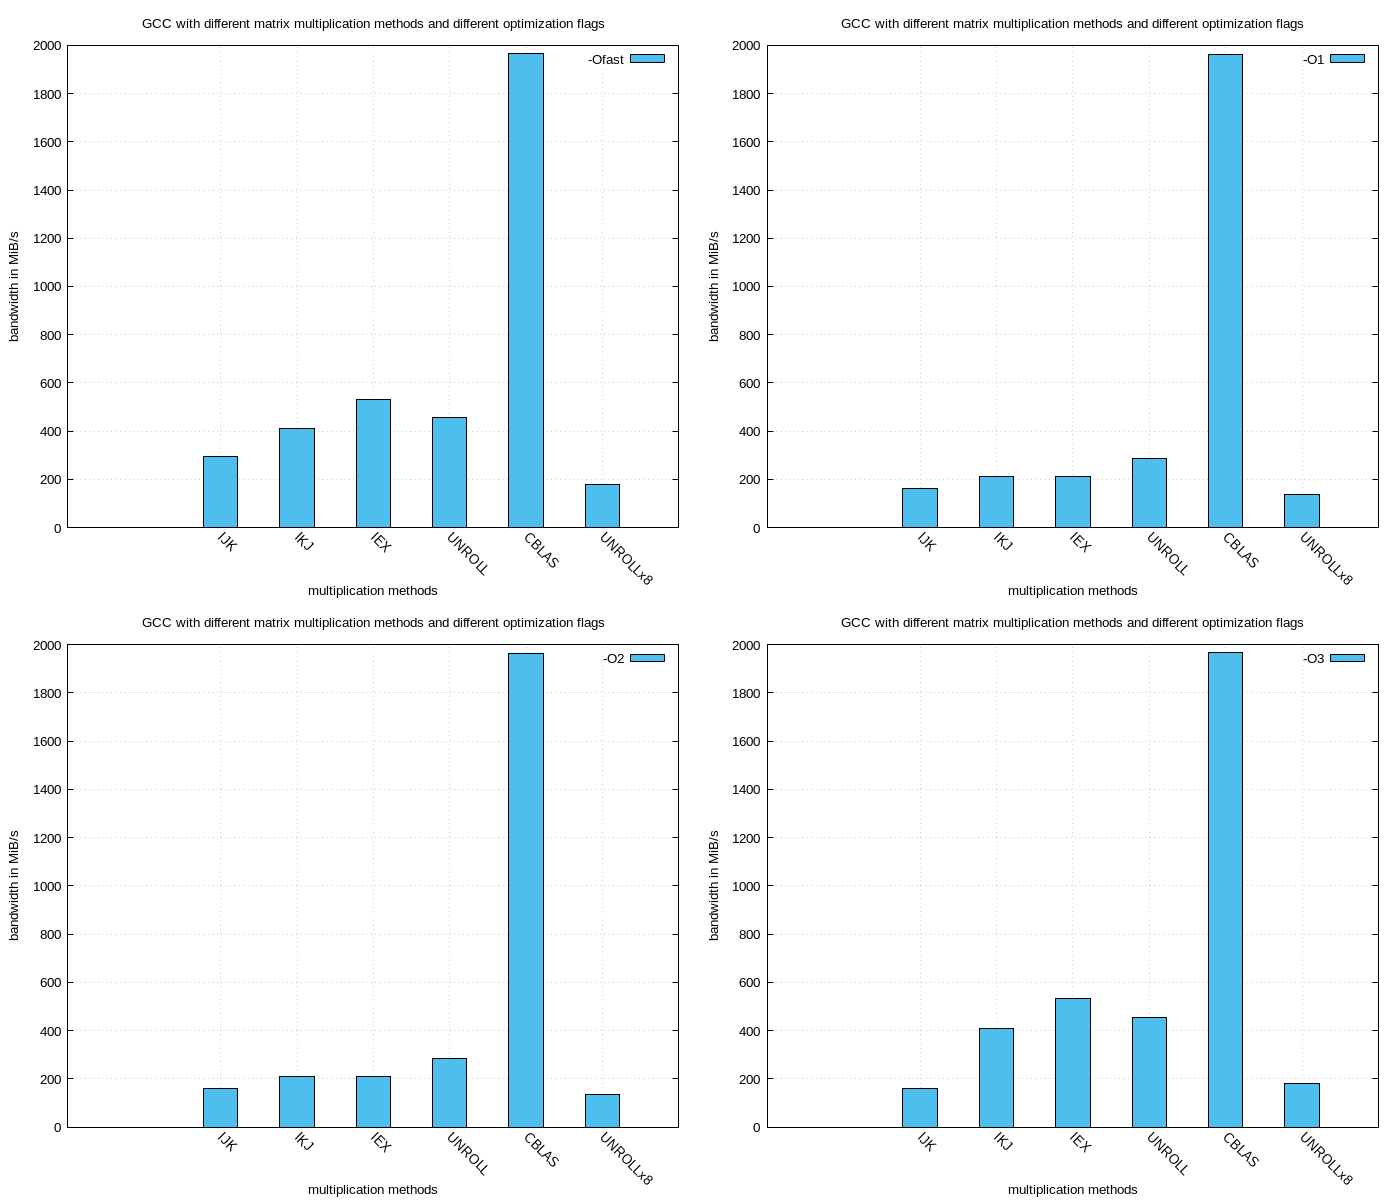 GCC with different matrix multiplication methods and different optimization flags
2000
1800
1600
1400
1200
1000
800
600
400
200
0
bandwidth in MiB/s
-Ofast
IJK
IKJ
IEX
UNROLL
CBLAS
UNROLLx8
multiplication methods
GCC with different matrix multiplication methods and different optimization flags
2000
1800
1600
1400
1200
1000
800
600
400
200
0
bandwidth in MiB/s
-O1
IJK
IKJ
IEX
UNROLL
CBLAS
UNROLLx8
multiplication methods
GCC with different matrix multiplication methods and different optimization flags
2000
1800
1600
1400
1200
1000
800
600
400
200
0
bandwidth in MiB/s
-O2
IJK
IKJ
IEX
UNROLL
CBLAS
UNROLLx8
multiplication methods
GCC with different matrix multiplication methods and different optimization flags
2000
1800
1600
1400
1200
1000
800
600
400
200
0
bandwidth in MiB/s
-O3
IJK
IKJ
IEX
UNROLL
CBLAS
UNROLLx8
multiplication methods